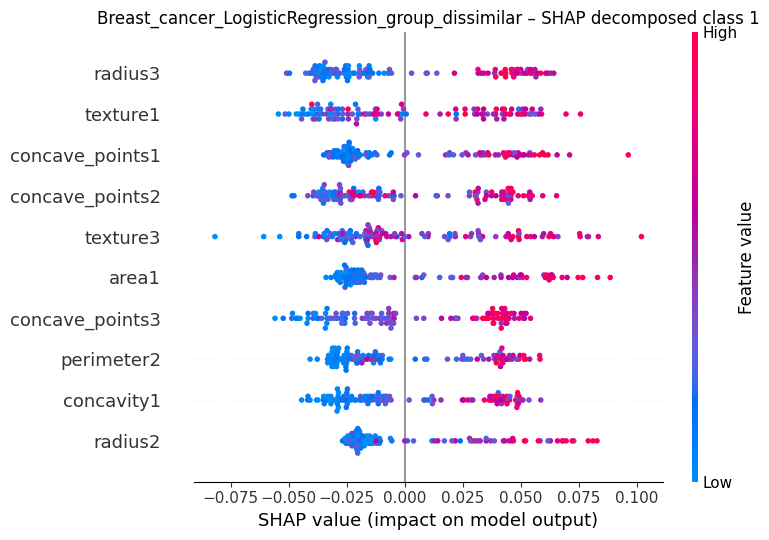 Breast_cancer_LogisticRegression_group_dissimilar – SHAP decomposed class 1
High
radius3
texture1
concave_points1
concave_points2
texture3
area1
concave_points3
perimeter2
concavity1
radius2
Feature value
Low
−0.075 −0.050 −0.025 0.000 0.025 0.050 0.075 0.100
SHAP value (impact on model output)